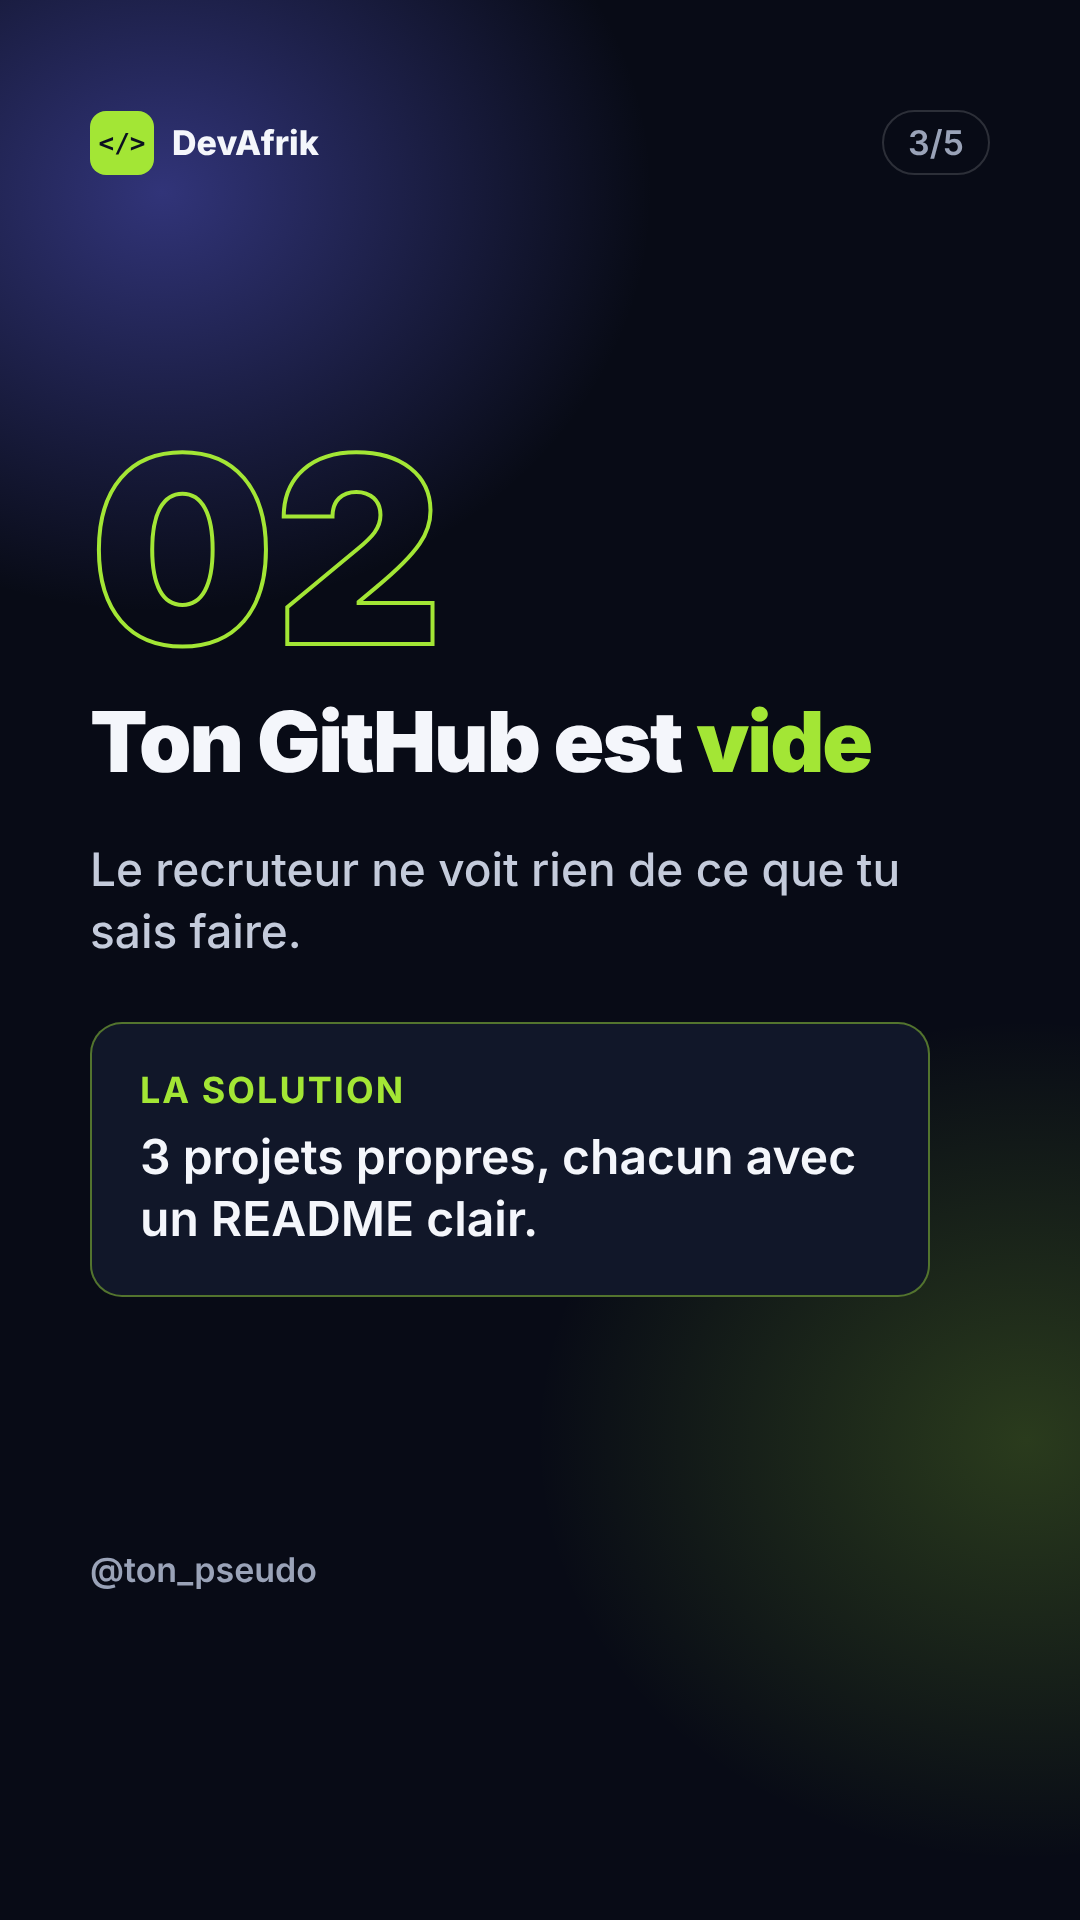 </> DevAfrik
3/5
02
Ton GitHub est vide
Le recruteur ne voit rien de ce que tu
sais faire.
LA SOLUTION
3 projets propres, chacun avec
un README clair.
@ton_pseudo